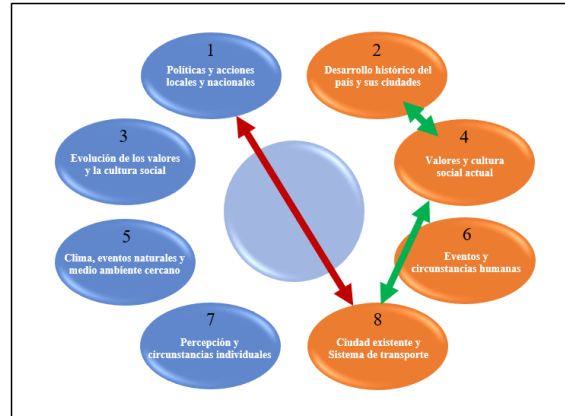 1
Políticas y acciones
locales y nacionales
2
Desarrollo histórico del
país y sus ciudades
3
Evolución de los valores
y la cultura social
4
Valores y cultura
social actual
5
Clima, eventos naturales y
medio ambiente cercano
6
Eventos y
circunstancias humanas
7
Percepción y
circunstancias individuales
8
Ciudad existente y
Sistema de transporte